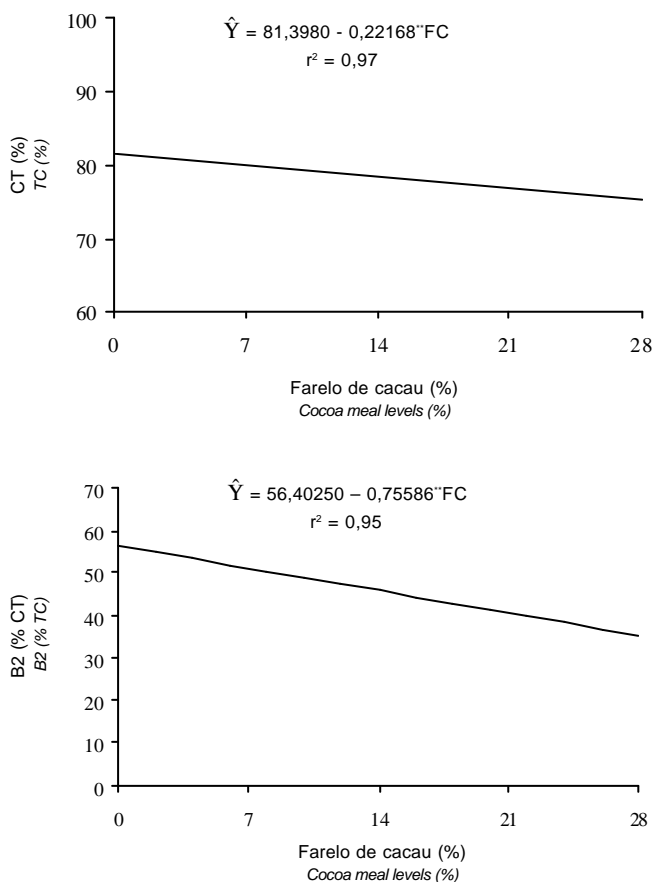 Ŷ = 81,3980 - 0,22168**FC
r² = 0,97
CT (%)
TC (%)
100
90
80
70
60
0 7 14 21 28
Farelo de cacau (%)
Cocoa meal levels (%)
Ŷ = 56,40250 – 0,75586**FC
r² = 0,95
B2 (% CT)
B2 (% TC)
70
60
50
40
30
20
10
0
0 7 14 21 28
Farelo de cacau (%)
Cocoa meal levels (%)